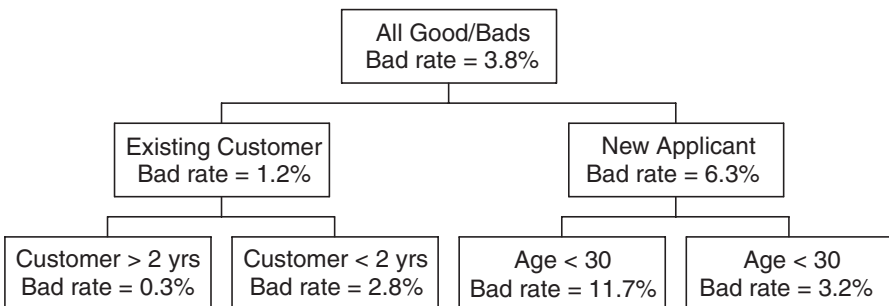 All Good/Bads
Bad rate = 3.8%
Existing Customer
Bad rate = 1.2%
New Applicant
Bad rate = 6.3%
Customer > 2 yrs
Bad rate = 0.3%
Customer < 2 yrs
Bad rate = 2.8%
Age < 30
Bad rate = 11.7%
Age < 30
Bad rate = 3.2%